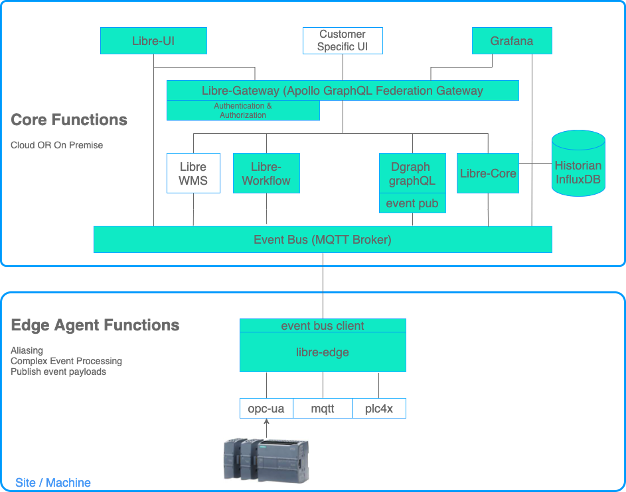 Libre-UI
Customer
Specific UI
Grafana
Libre-Gateway (Apollo GraphQL Federation Gateway
Authentication &
Authorization
Core Functions
Cloud OR On Premise
Libre
WMS
Libre-
Workflow
Dgraph
graphQL
event pub
Libre-Core
Historian
InfluxDB
Event Bus (MQTT Broker)
Edge Agent Functions
Aliasing
Complex Event Processing
Publish event payloads
event bus client
libre-edge
opc-ua
mqtt
plc4x
Site / Machine